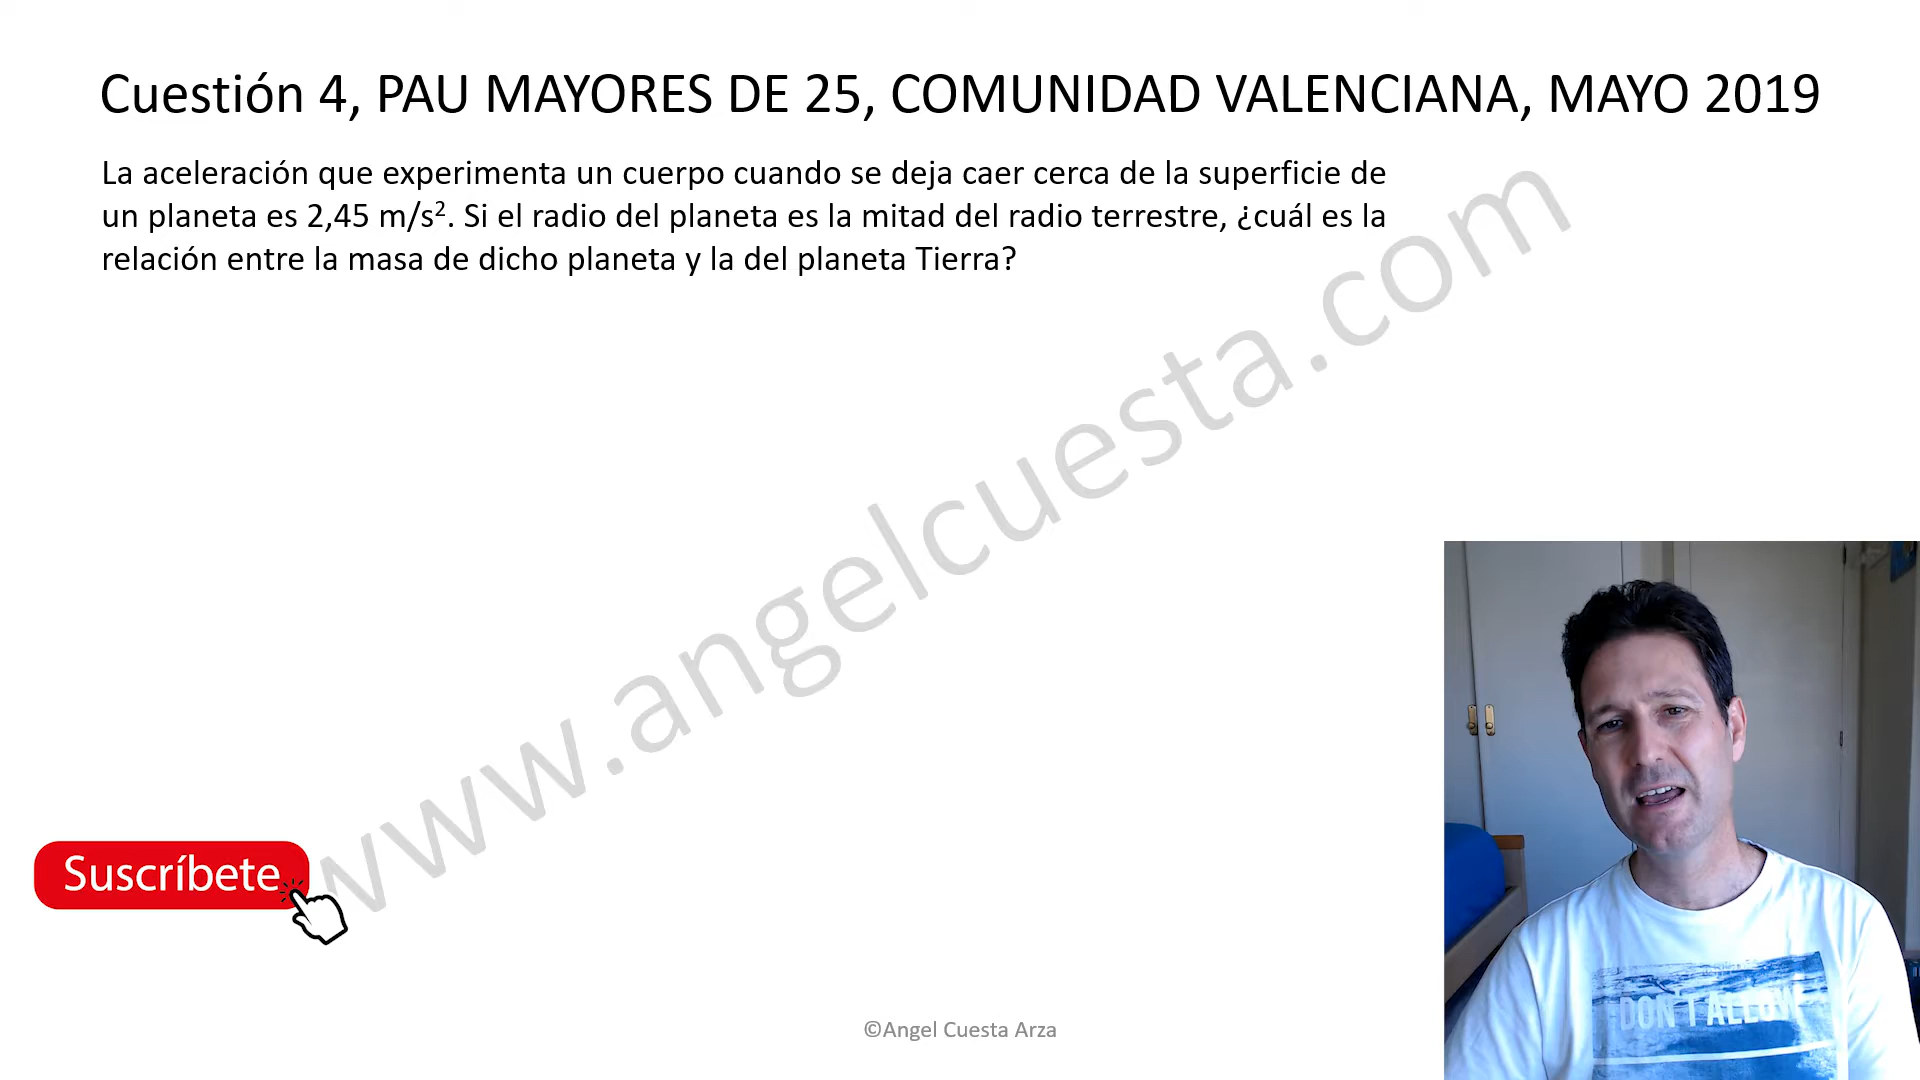 Cuestión 4, PAU MAYORES DE 25, COMUNIDAD VALENCIANA, MAYO 2019
La aceleración que experimenta un cuerpo cuando se deja caer cerca de la superficie de
un planeta es 2,45 m/s². Si el radio del planeta es la mitad del radio terrestre, ¿cuál es la
relación entre la masa de dicho planeta y la del planeta Tierra?
www.angelcuesta.com
Suscríbete
DON'T ALLOW
©Angel Cuesta Arza